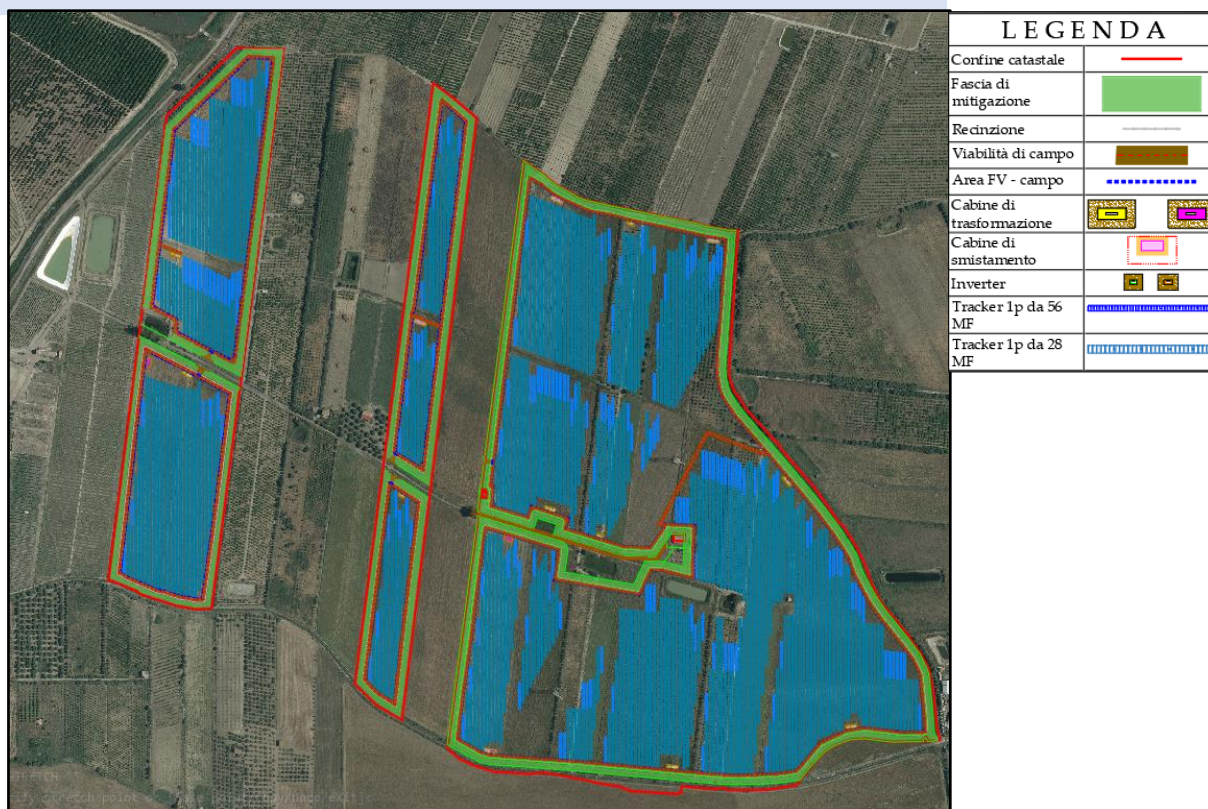 LEGENDA
Confine catastale
Fascia di
mitigazione
Recinzione
Viabilità di campo
Area FV - campo
Cabine di
trasformazione
Cabine di
smistamento
Inverter
Tracker 1p da 56
MF
Tracker 1p da 28
MF